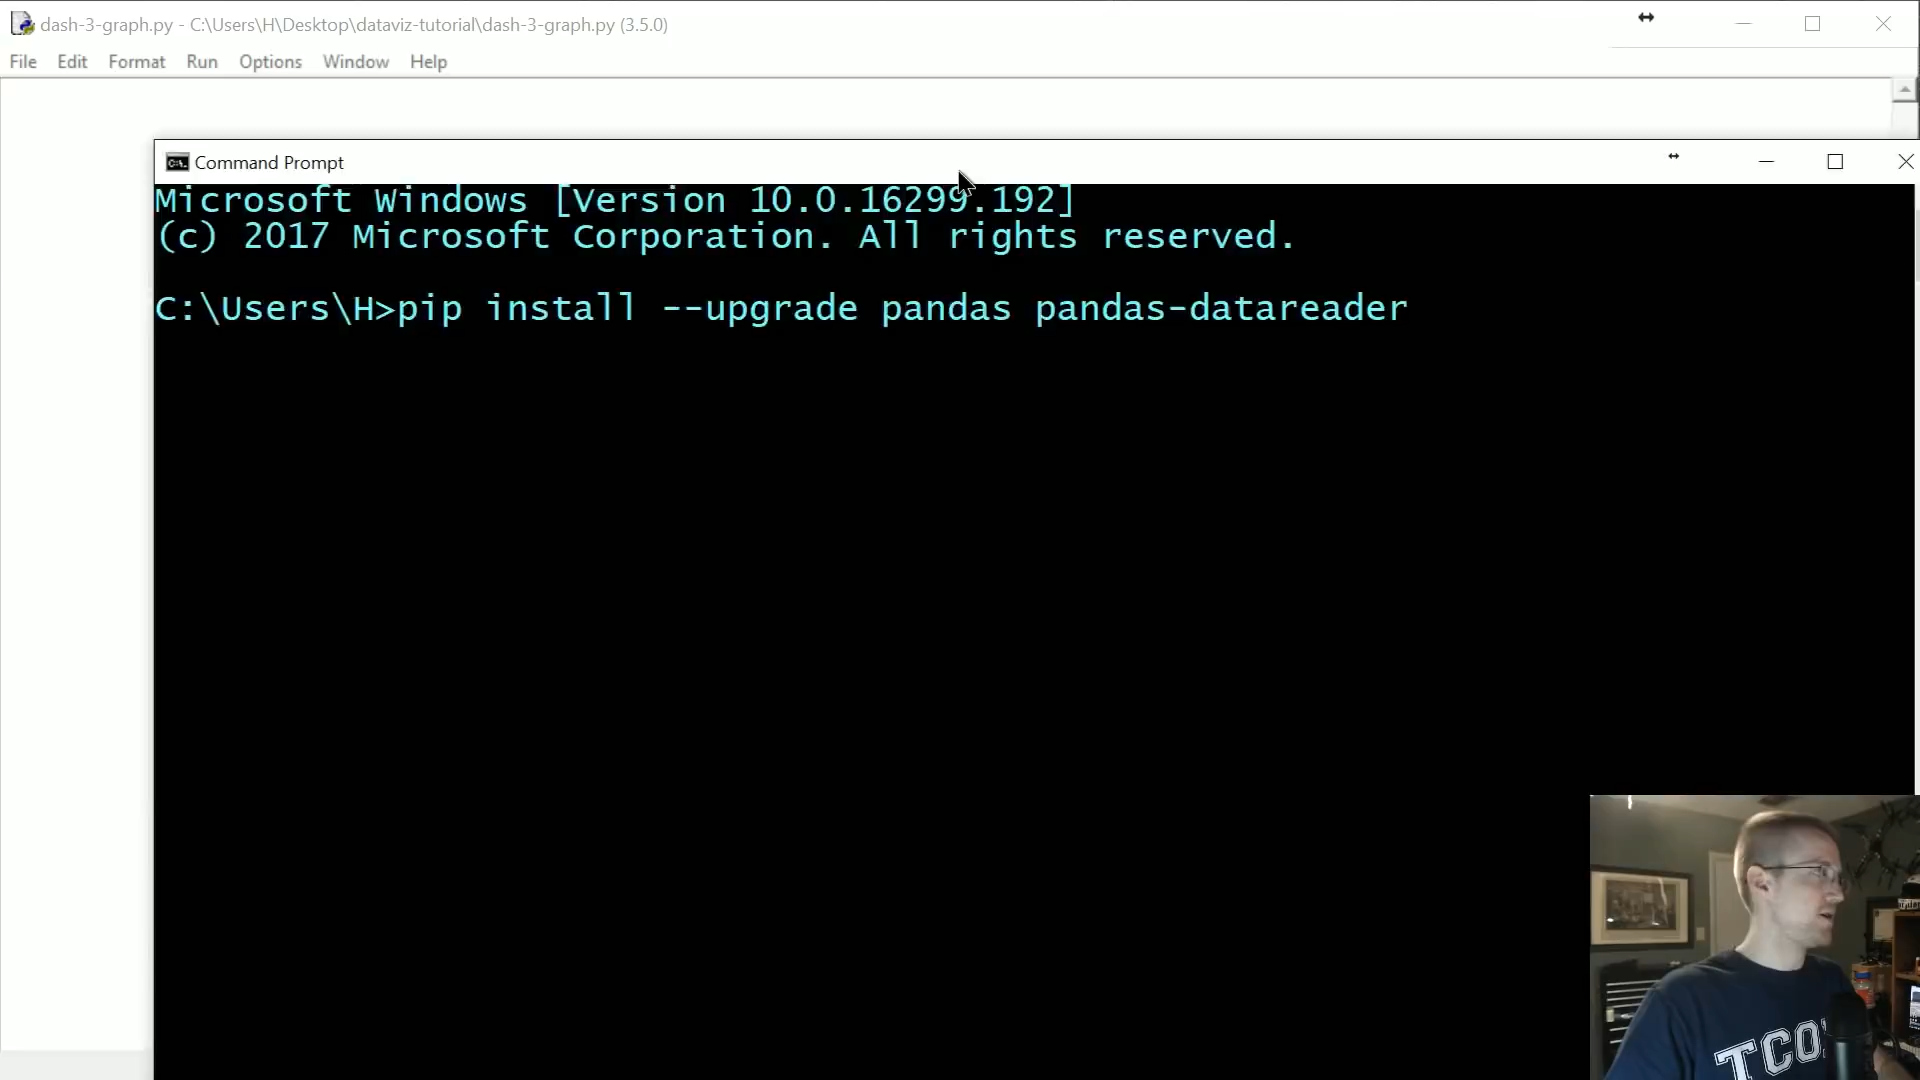 dash-3-graph.py - C:\Users\H\Desktop\dataviz-tutorial\dash-3-graph.py (3.5.0)
File Edit Format Run Options Window Help
Command Prompt
Microsoft Windows [Version 10.0.16299.192]
(c) 2017 Microsoft Corporation. All rights reserved.
C:\Users\H>pip install --upgrade pandas pandas-datareader